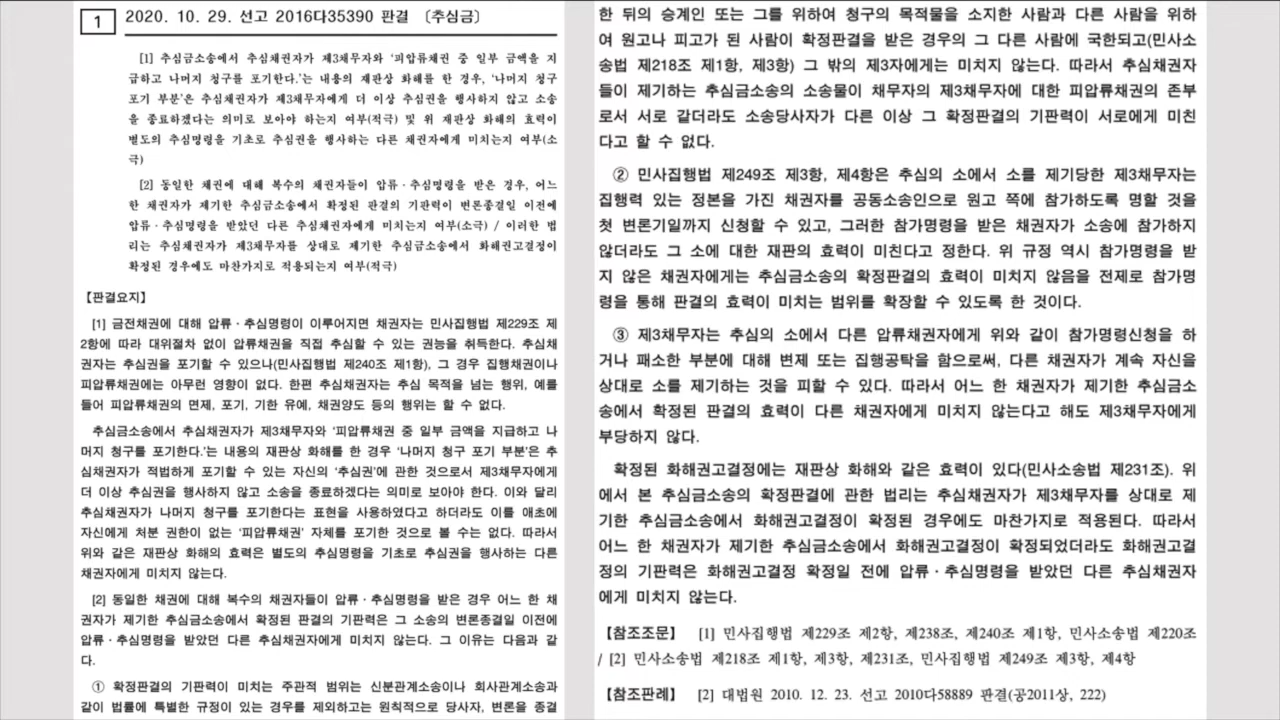 1
2020. 10. 29. 선고 2016다35390 판결 〔추심금〕
[1] 추심금소송에서 추심채권자가 제3채무자와 ‘피압류채권 중 일부 금액을 지
급하고 나머지 청구를 포기한다.’는 내용의 재판상 화해를 한 경우, ‘나머지 청구
포기 부분’은 추심채권자가 제3채무자에게 더 이상 추심권을 행사하지 않고 소송
을 종료하겠다는 의미로 보아야 하는지 여부(적극) 및 위 재판상 화해의 효력이
별도의 추심명령을 기초로 추심권을 행사하는 다른 채권자에게 미치는지 여부(소
극)
[2] 동일한 채권에 대해 복수의 채권자들이 압류·추심명령을 받은 경우, 어느
한 채권자가 제기한 추심금소송에서 확정된 판결의 기판력이 변론종결일 이전에
압류·추심명령을 받았던 다른 추심채권자에게 미치는지 여부(소극) / 이러한 법
리는 추심채권자가 제3채무자를 상대로 제기한 추심금소송에서 화해권고결정이
확정된 경우에도 마찬가지로 적용되는지 여부(적극)
【판결요지】
[1] 금전채권에 대해 압류·추심명령이 이루어지면 채권자는 민사집행법 제229조 제
2항에 따라 대위절차 없이 압류채권을 직접 추심할 수 있는 권능을 취득한다. 추심채
권자는 추심권을 포기할 수 있으나(민사집행법 제240조 제1항), 그 경우 집행채권이나
피압류채권에는 아무런 영향이 없다. 한편 추심채권자는 추심 목적을 넘는 행위, 예를
들어 피압류채권의 면제, 포기, 기한 유예, 채권양도 등의 행위는 할 수 없다.
추심금소송에서 추심채권자가 제3채무자와 ‘피압류채권 중 일부 금액을 지급하고 나
머지 청구를 포기한다.’는 내용의 재판상 화해를 한 경우 ‘나머지 청구 포기 부분’은 추
심채권자가 적법하게 포기할 수 있는 자신의 ‘추심권’에 관한 것으로서 제3채무자에게
더 이상 추심권을 행사하지 않고 소송을 종료하겠다는 의미로 보아야 한다. 이와 달리
추심채권자가 나머지 청구를 포기한다는 표현을 사용하였다고 하더라도 이를 애초에
자신에게 처분 권한이 없는 ‘피압류채권’ 자체를 포기한 것으로 볼 수는 없다. 따라서
위와 같은 재판상 화해의 효력은 별도의 추심명령을 기초로 추심권을 행사하는 다른
채권자에게 미치지 않는다.
[2] 동일한 채권에 대해 복수의 채권자들이 압류·추심명령을 받은 경우 어느 한 채
권자가 제기한 추심금소송에서 확정된 판결의 기판력은 그 소송의 변론종결일 이전에
압류·추심명령을 받았던 다른 추심채권자에게 미치지 않는다. 그 이유는 다음과 같
다.
① 확정판결의 기판력이 미치는 주관적 범위는 신분관계소송이나 회사관계소송과
같이 법률에 특별한 규정이 있는 경우를 제외하고는 원칙적으로 당사자, 변론을 종결
한 뒤의 승계인 또는 그를 위하여 청구의 목적물을 소지한 사람과 다른 사람을 위하
여 원고나 피고가 된 사람이 확정판결을 받은 경우의 그 다른 사람에 국한되고(민사소
송법 제218조 제1항, 제3항) 그 밖의 제3자에게는 미치지 않는다. 따라서 추심채권자
들이 제기하는 추심금소송의 소송물이 채무자의 제3채무자에 대한 피압류채권의 존부
로서 서로 같더라도 소송당사자가 다른 이상 그 확정판결의 기판력이 서로에게 미친
다고 할 수 없다.
② 민사집행법 제249조 제3항, 제4항은 추심의 소에서 소를 제기당한 제3채무자는
집행력 있는 정본을 가진 채권자를 공동소송인으로 원고 쪽에 참가하도록 명할 것을
첫 변론기일까지 신청할 수 있고, 그러한 참가명령을 받은 채권자가 소송에 참가하지
않더라도 그 소에 대한 재판의 효력이 미친다고 정한다. 위 규정 역시 참가명령을 받
지 않은 채권자에게는 추심금소송의 확정판결의 효력이 미치지 않음을 전제로 참가명
령을 통해 판결의 효력이 미치는 범위를 확장할 수 있도록 한 것이다.
③ 제3채무자는 추심의 소에서 다른 압류채권자에게 위와 같이 참가명령신청을 하
거나 패소한 부분에 대해 변제 또는 집행공탁을 함으로써, 다른 채권자가 계속 자신을
상대로 소를 제기하는 것을 피할 수 있다. 따라서 어느 한 채권자가 제기한 추심금소
송에서 확정된 판결의 효력이 다른 채권자에게 미치지 않는다고 해도 제3채무자에게
부당하지 않다.
확정된 화해권고결정에는 재판상 화해와 같은 효력이 있다(민사소송법 제231조). 위
에서 본 추심금소송의 확정판결에 관한 법리는 추심채권자가 제3채무자를 상대로 제
기한 추심금소송에서 화해권고결정이 확정된 경우에도 마찬가지로 적용된다. 따라서
어느 한 채권자가 제기한 추심금소송에서 화해권고결정이 확정되었더라도 화해권고결
정의 기판력은 화해권고결정 확정일 전에 압류·추심명령을 받았던 다른 추심채권자
에게 미치지 않는다.
【참조조문】 [1] 민사집행법 제229조 제2항, 제238조, 제240조 제1항, 민사소송법 제220조
/ [2] 민사소송법 제218조 제1항, 제3항, 제231조, 민사집행법 제249조 제3항, 제4항
【참조판례】 [2] 대법원 2010. 12. 23. 선고 2010다58889 판결(공2011상, 222)